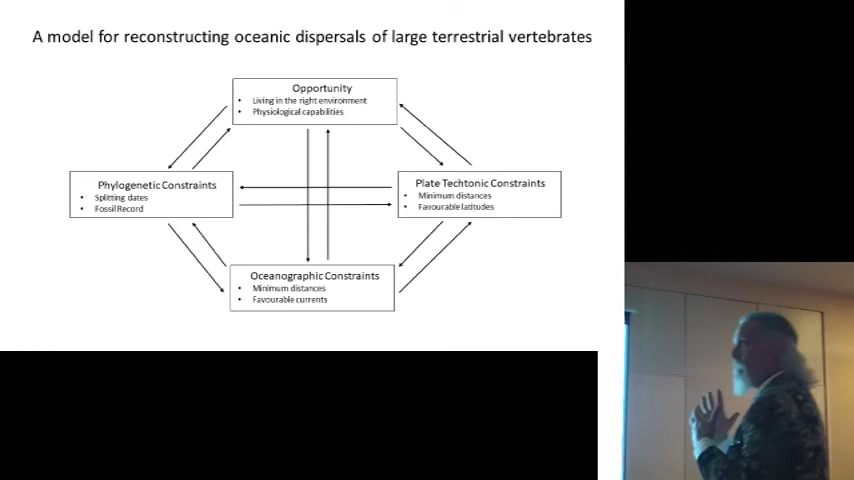 A model for reconstructing oceanic dispersals of large terrestrial vertebrates
Opportunity
• Living in the right environment
• Physiological capabilities
Phylogenetic Constraints
• Splitting dates
• Fossil Record
Plate Techtonic Constraints
• Minimum distances
• Favourable latitudes
Oceanographic Constraints
• Minimum distances
• Favourable currents